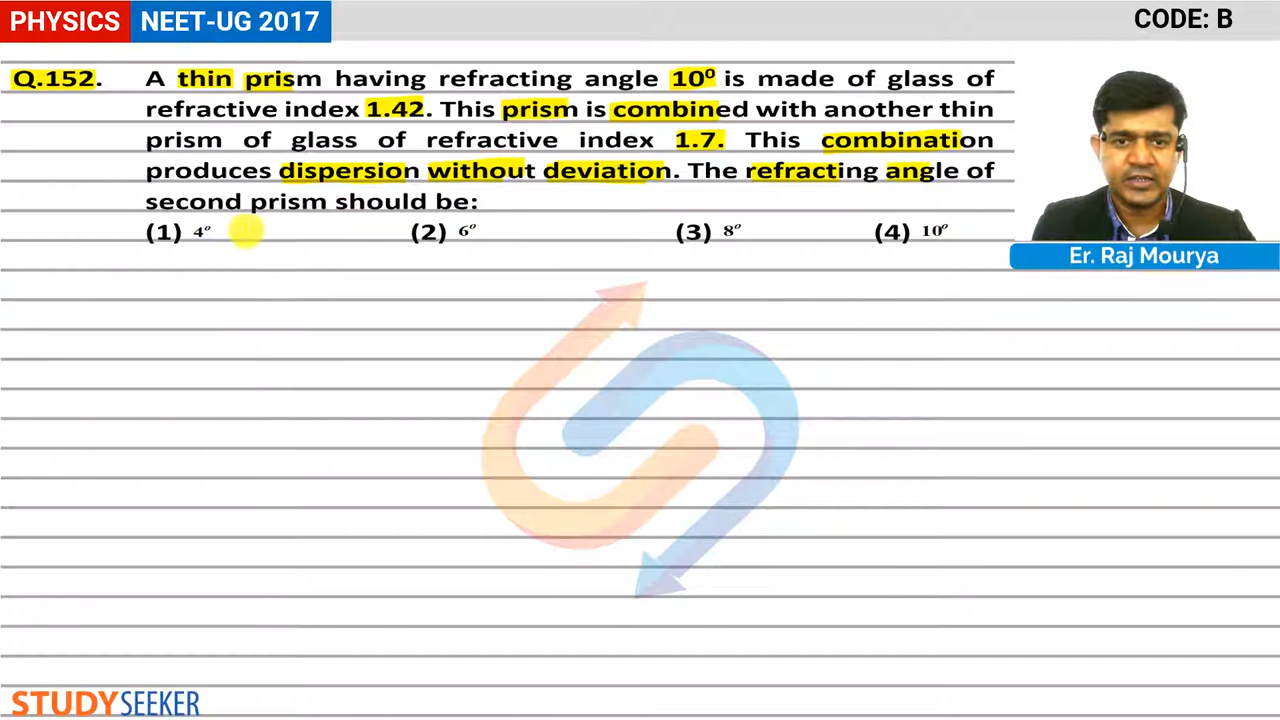 PHYSICS NEET-UG 2017 CODE: B
Q.152. A thin prism having refracting angle 10⁰ is made of glass of
refractive index 1.42. This prism is combined with another thin
prism of glass of refractive index 1.7. This combination
produces dispersion without deviation. The refracting angle of
second prism should be:
(1) 4° (2) 6° (3) 8° (4) 10°
Er. Raj Mourya
STUDYSEEKER